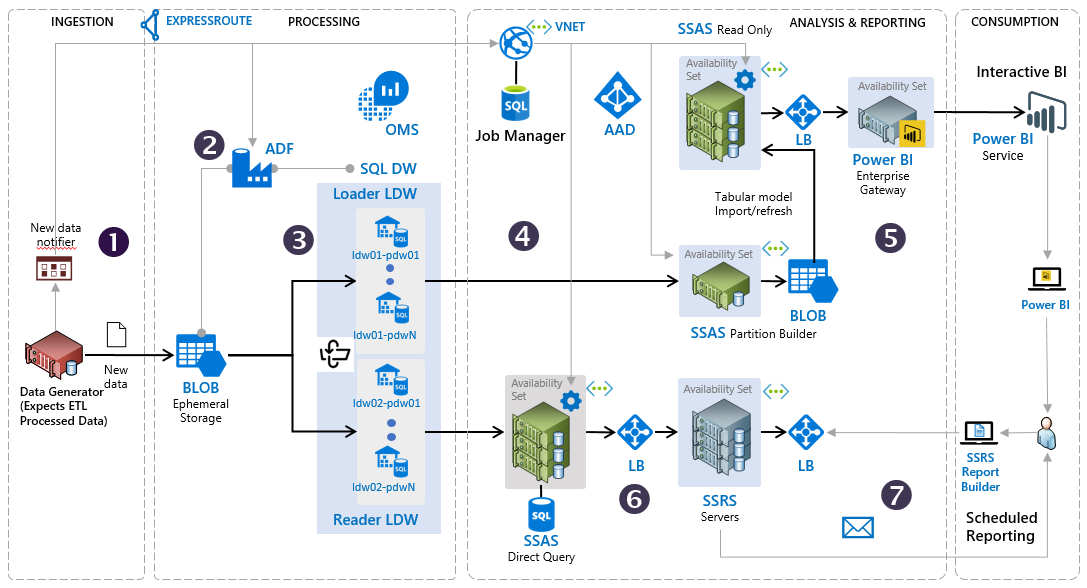 INGESTION
EXPRESSROUTE
PROCESSING
ANALYSIS & REPORTING
CONSUMPTION
VNET
SSAS Read Only
Availability
Set
Availability Set
Interactive BI
OMS
SQL
Job Manager
AAD
LB
Power BI
Enterprise
Gateway
Power BI
Service
2
ADF
SQL DW
Loader LDW
Tabular model
Import/refresh
New data
notifier
1
3
4
5
SQL
ldw01-pdw01
SQL
ldw01-pdwN
Availability Set
BLOB
SSAS Partition Builder
Power BI
New
data
Data Generator
(Expects ETL
Processed Data)
BLOB
Ephemeral
Storage
SQL
ldw02-pdw01
SQL
ldw02-pdwN
Reader LDW
Availability
Set
Availability Set
LB
LB
SSRS
Report
Builder
6
7
SQL
SSAS
Direct Query
SSRS
Servers
Scheduled
Reporting